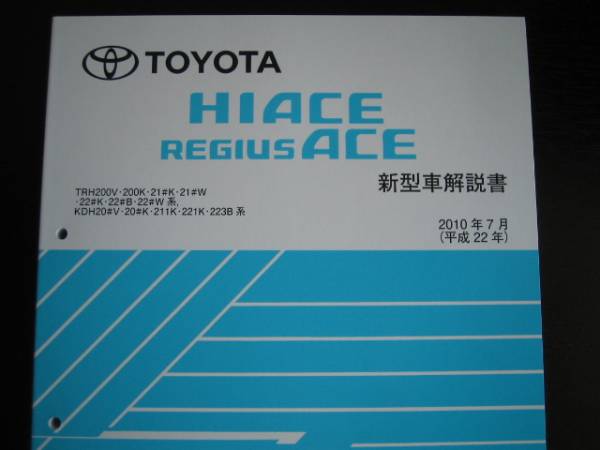 TOYOTA
HIACE
REGIUS ACE
新型車解説書
TRH200V・200K・21#K・21#W
・22#K・22#B・22#W 系,
KDH20#V・20#K・211K・221K・223B 系
2010 年 7 月
(平成 22 年)